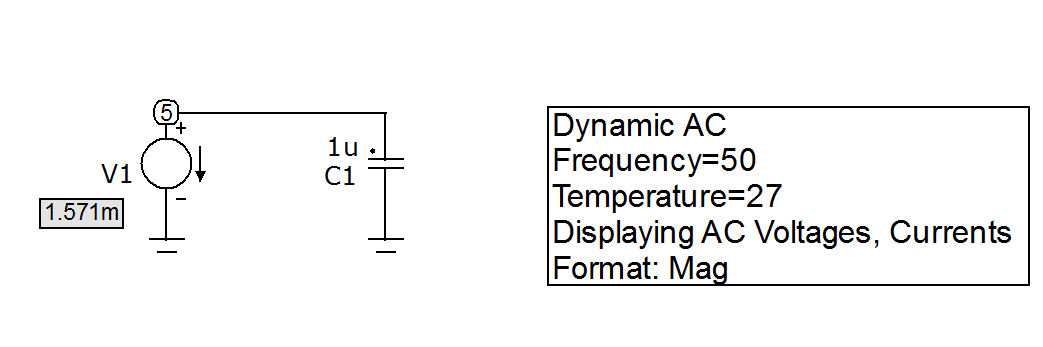 5
+
1u
V1
C1
-
1.571m
Dynamic AC
Frequency=50
Temperature=27
Displaying AC Voltages, Currents
Format: Mag